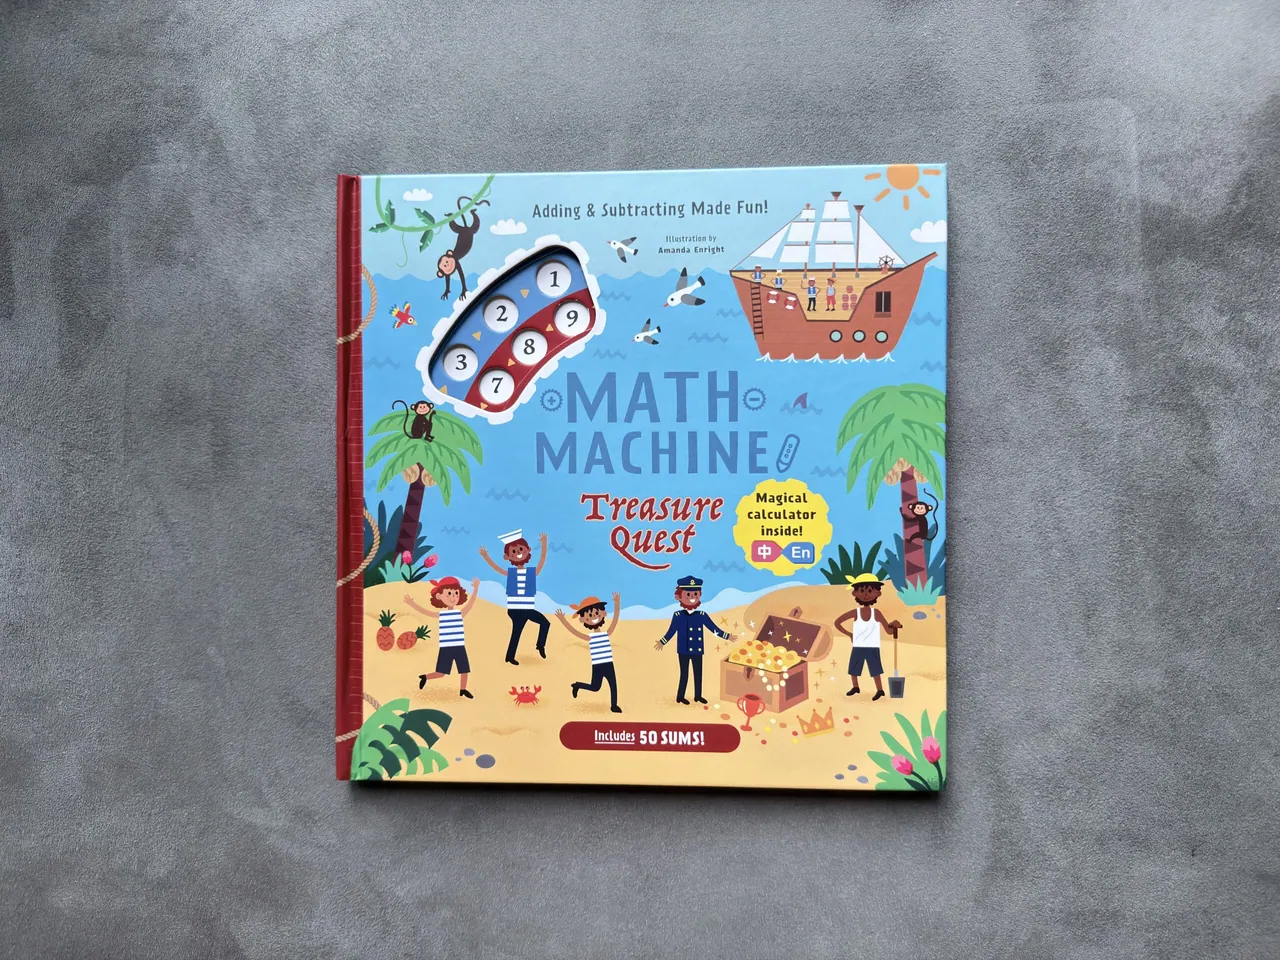 Adding & Subtracting Made Fun!
Illustration by
Amanda Enright
1
2
9
3
8
7
MATH
MACHINE
Treasure
Quest
Magical
calculator
inside!
中 En
Includes 50 SUMS!